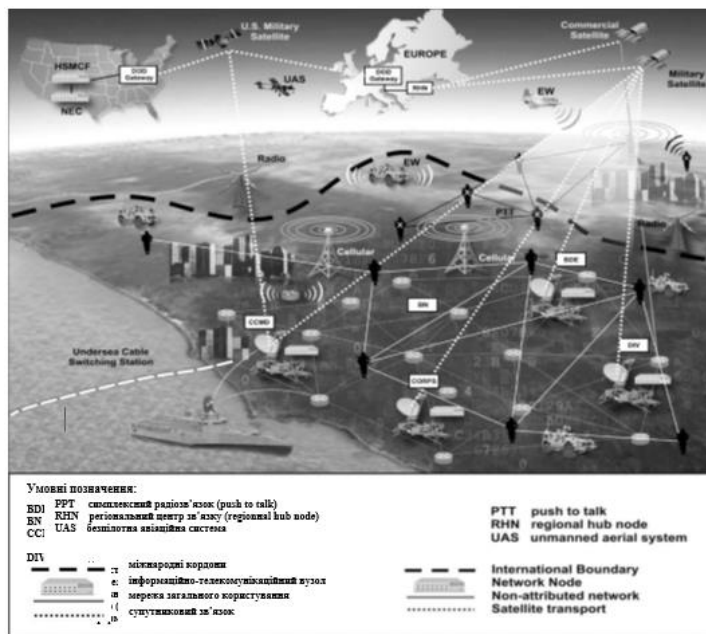 U.S. Military
Satellite
Commercial
Satellite
EUROPE
HSMCF
DOD
Gateway
NEC
UAS
DOD
Gateway
RHN
EW
Military
Satellite
Radio
EW
PTT
Radio
Cellular
Cellular
BDE
BN
CCMD
Undersea Cable
Switching Station
DIV
CORPS
Умовні позначення:
PPT симплексний радіозв’язок (push to talk)
BN RHN регіональний центр зв’язку (regionnal hub node)
UAS безпілотна авіаційна система
DIV
міжнародні кордони
інформаційно-телекомунікаційний вузол
мережа загального користування
супутниковий зв’язок
PTT push to talk
RHN regional hub node
UAS unmanned aerial system
International Boundary
Network Node
Non-attributed network
Satellite transport